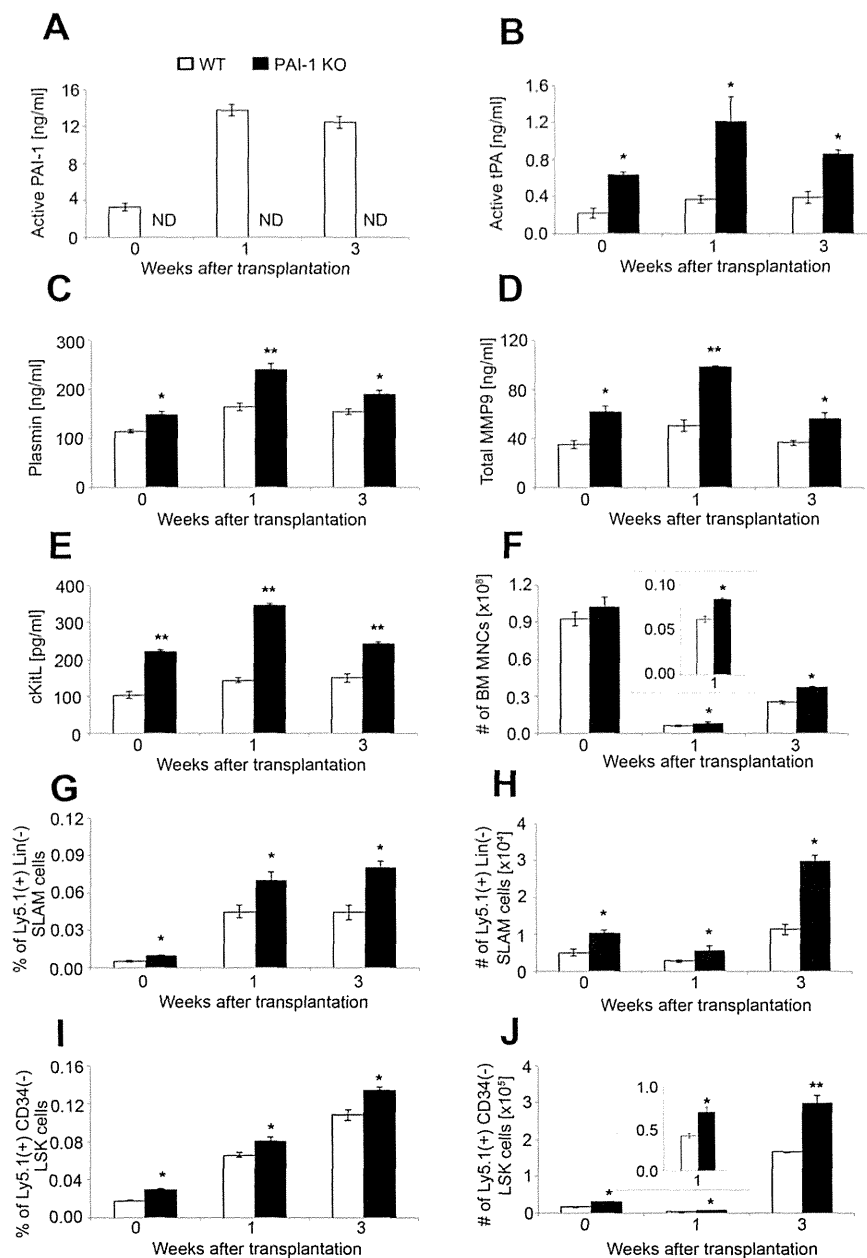 A
WT PAI-1 KO
Active PAI-1 [ng/ml]
16
12
8
4
0
ND ND ND
0 1 3
Weeks after transplantation
B
Active tPA [ng/ml]
1.6
1.2
0.8
0.4
0.0
* * *
0 1 3
Weeks after transplantation
C
Plasmin [ng/ml]
300
200
100
0
* ** *
0 1 3
Weeks after transplantation
D
Total MMP9 [ng/ml]
120
80
40
0
* ** *
0 1 3
Weeks after transplantation
E
cKitL [pg/ml]
400
300
200
100
0
** ** **
0 1 3
Weeks after transplantation
F
# of BM MNCs [x10⁸]
1.2
0.9
0.6
0.3
0.0
0.10
0.05
0.00
*
1
* *
0 1 3
Weeks after transplantation
G
% of Ly5.1(+) Lin(-)
SLAM cells
0.12
0.09
0.06
0.03
0.00
* * *
0 1 3
Weeks after transplantation
H
# of Ly5.1(+) Lin(-)
SLAM cells [x10⁴]
4
3
2
1
0
* * *
0 1 3
Weeks after transplantation
I
% of Ly5.1(+) CD34(-)
LSK cells
0.16
0.12
0.08
0.04
0.00
* * *
0 1 3
Weeks after transplantation
J
# of Ly5.1(+) CD34(-)
LSK cells [x10⁵]
4
3
2
1
0
1.0
0.5
0.0
*
1
* * **
0 1 3
Weeks after transplantation